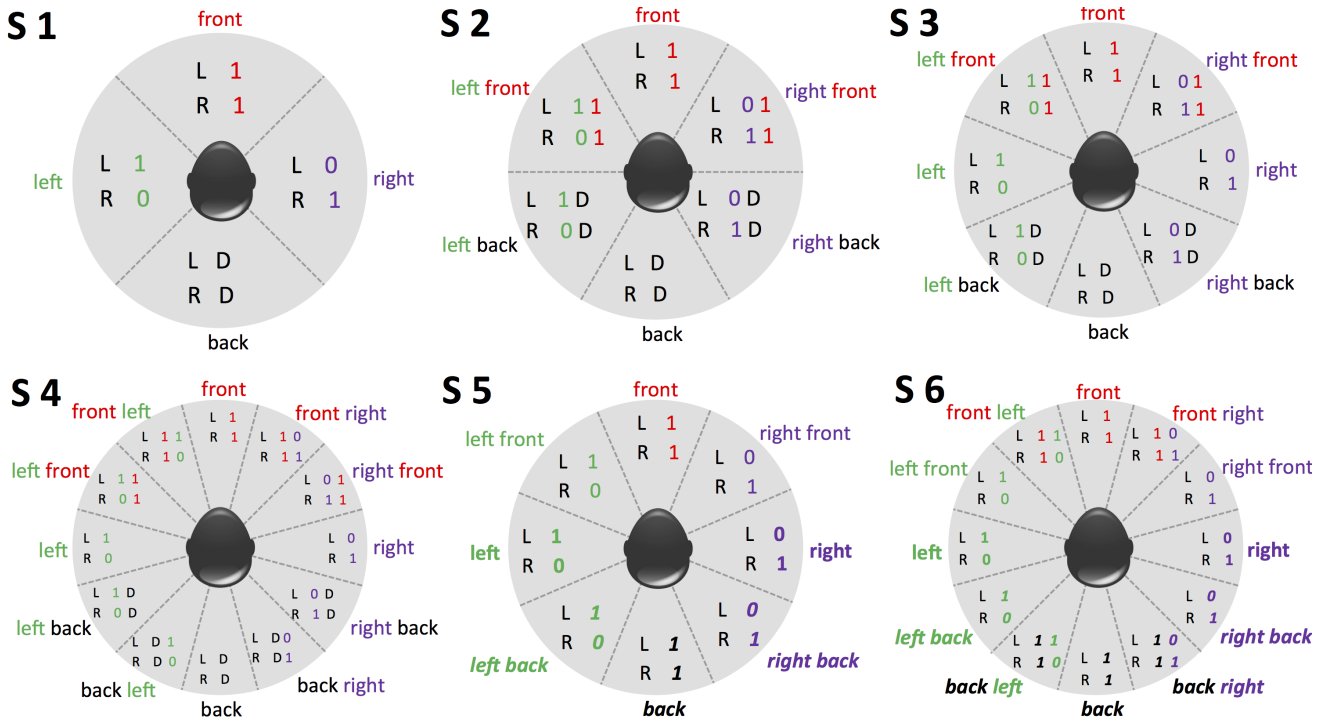 S 1
front
L 1
R 1
left
L 1
R 0
L 0
R 1
right
L D
R D
back
S 2
front
L 1
R 1
left front
L 1 1
R 0 1
L 0 1
R 1 1
right front
L 1 D
R 0 D
left back
L 0 D
R 1 D
right back
L D
R D
back
S 3
front
L 1
R 1
left front
L 1 1
R 0 1
L 0 1
R 1 1
right front
left
L 1
R 0
L 0
R 1
right
L 1 D
R 0 D
left back
L 0 D
R 1 D
right back
L D
R D
back
S 4
front
L 1
R 1
front left
L 1 1
R 1 0
front right
L 1 0
R 1 1
left front
L 1 1
R 0 1
right front
L 0 1
R 1 1
left
L 1
R 0
L 0
R 1
right
L 1 D
R 0 D
left back
L 0 D
R 1 D
right back
L D 1
R D 0
back left
L D 0
R D 1
back right
L D
R D
back
S 5
front
L 1
R 1
left front
L 1
R 0
right front
L 0
R 1
left
L 1
R 0
L 0
R 1
right
L 1
R 0
left back
L 0
R 1
right back
L 1
R 1
back
S 6
front
L 1
R 1
front left
L 1 1
R 1 0
front right
L 1 0
R 1 1
left front
L 1
R 0
right front
L 0
R 1
left
L 1
R 0
L 0
R 1
right
L 1
R 0
left back
L 0
R 1
right back
L 1 1
R 1 0
back left
L 1 0
R 1 1
back right
L 1
R 1
back